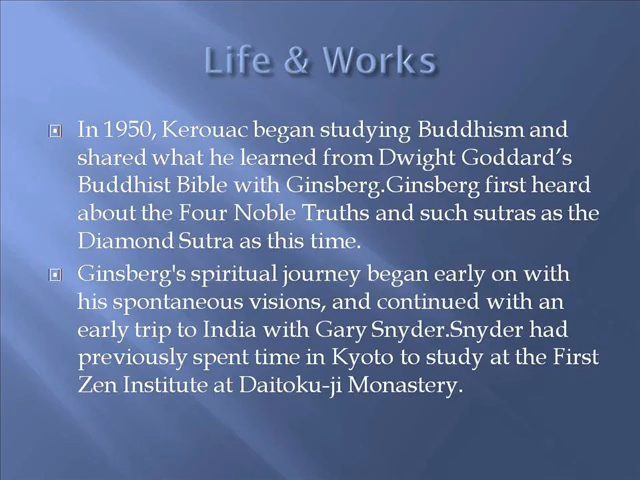 Life & Works
In 1950, Kerouac began studying Buddhism and
shared what he learned from Dwight Goddard’s
Buddhist Bible with Ginsberg.Ginsberg first heard
about the Four Noble Truths and such sutras as the
Diamond Sutra as this time.
Ginsberg's spiritual journey began early on with
his spontaneous visions, and continued with an
early trip to India with Gary Snyder.Snyder had
previously spent time in Kyoto to study at the First
Zen Institute at Daitoku-ji Monastery.